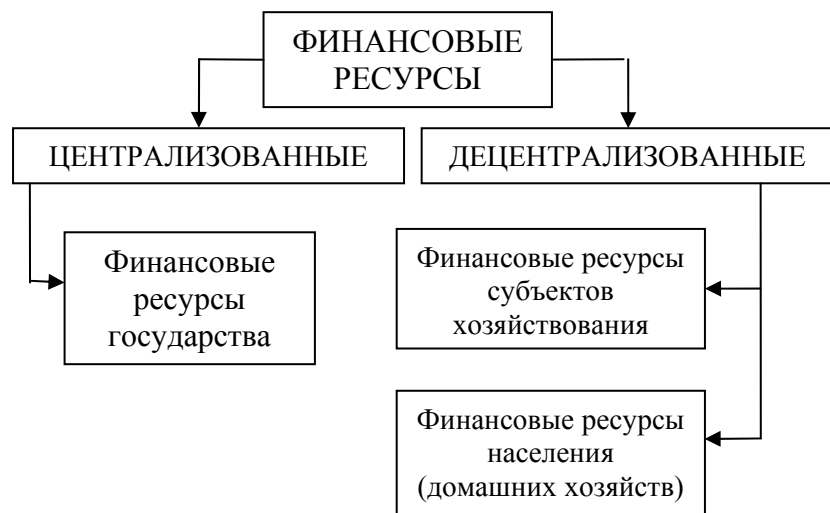 ФИНАНСОВЫЕ
РЕСУРСЫ
ЦЕНТРАЛИЗОВАННЫЕ
ДЕЦЕНТРАЛИЗОВАННЫЕ
Финансовые
ресурсы
государства
Финансовые ресурсы
субъектов
хозяйствования
Финансовые ресурсы
населения
(домашних хозяйств)